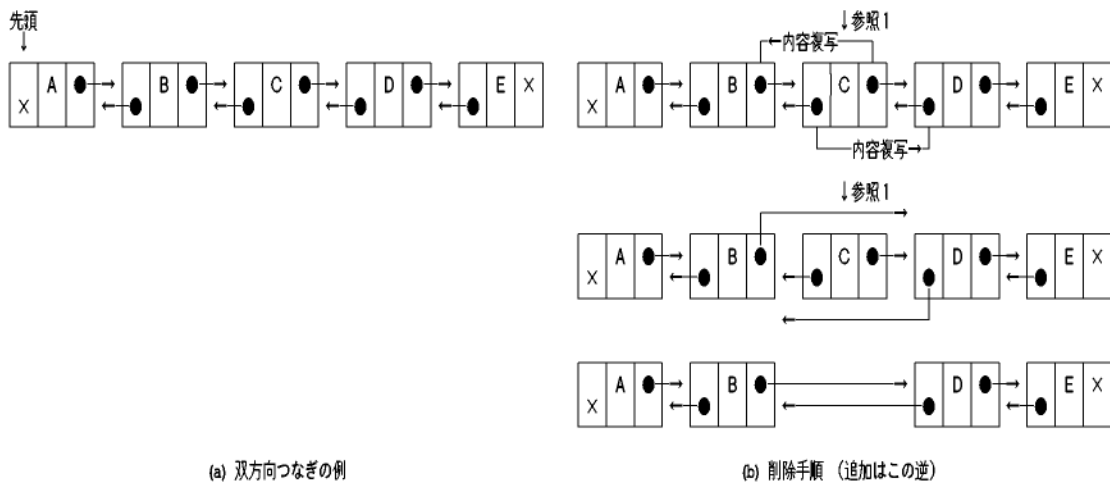 先頭
↓
A B C D E ×
×
↓参照1
←内容複写
A B C D E ×
×
内容複写→
↓参照1
A B C D E ×
×
A B D E ×
×
(a) 双方向つなぎの例
(b) 削除手順 （追加はこの逆）